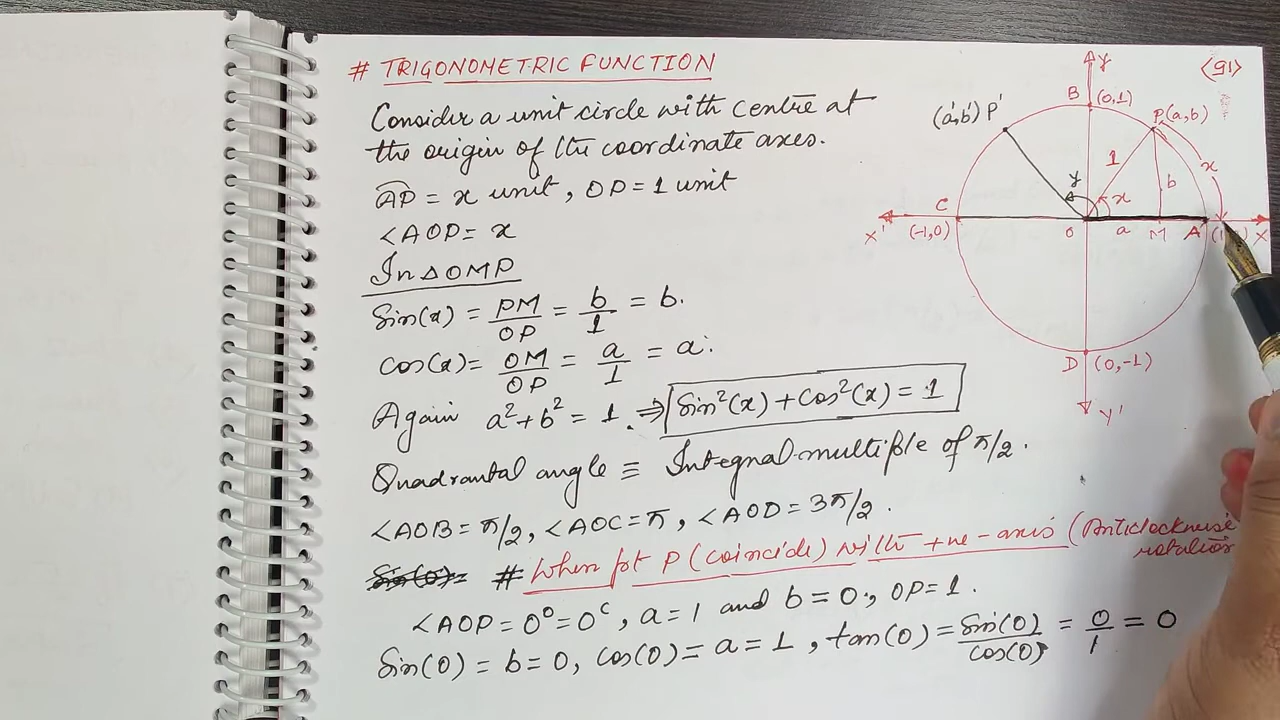 # TRIGONOMETRIC FUNCTION
<91>
Consider a unit circle with centre at
the origin of the coordinate axes.
AP = x unit, OP = 1 unit
<AOP = x
In △OMP
Sin(x) = PM/OP = b/1 = b.
cos(x) = OM/OP = a/1 = a.
Again a² + b² = 1. ⇒ Sin²(x) + Cos²(x) = 1
Quadrantal angle ≡ Integral multiple of π/2.
<AOB = π/2, <AOC = π, <AOD = 3π/2.
Sin(0)= # When pt P (coincide) with +ve-axis (Anticlockwise
rotation
<AOP = 0° = 0ᶜ, a = 1 and b = 0, OP = 1.
Sin(0) = b = 0, cos(0) = a = 1, tan(0) = Sin(0)/cos(0) = 0/1 = 0
Y
B (0,1)
(a',b') P'
P(a,b)
1
x
y
x
b
C
X' (-1,0)
O a M A
X
D (0,-1)
Y'